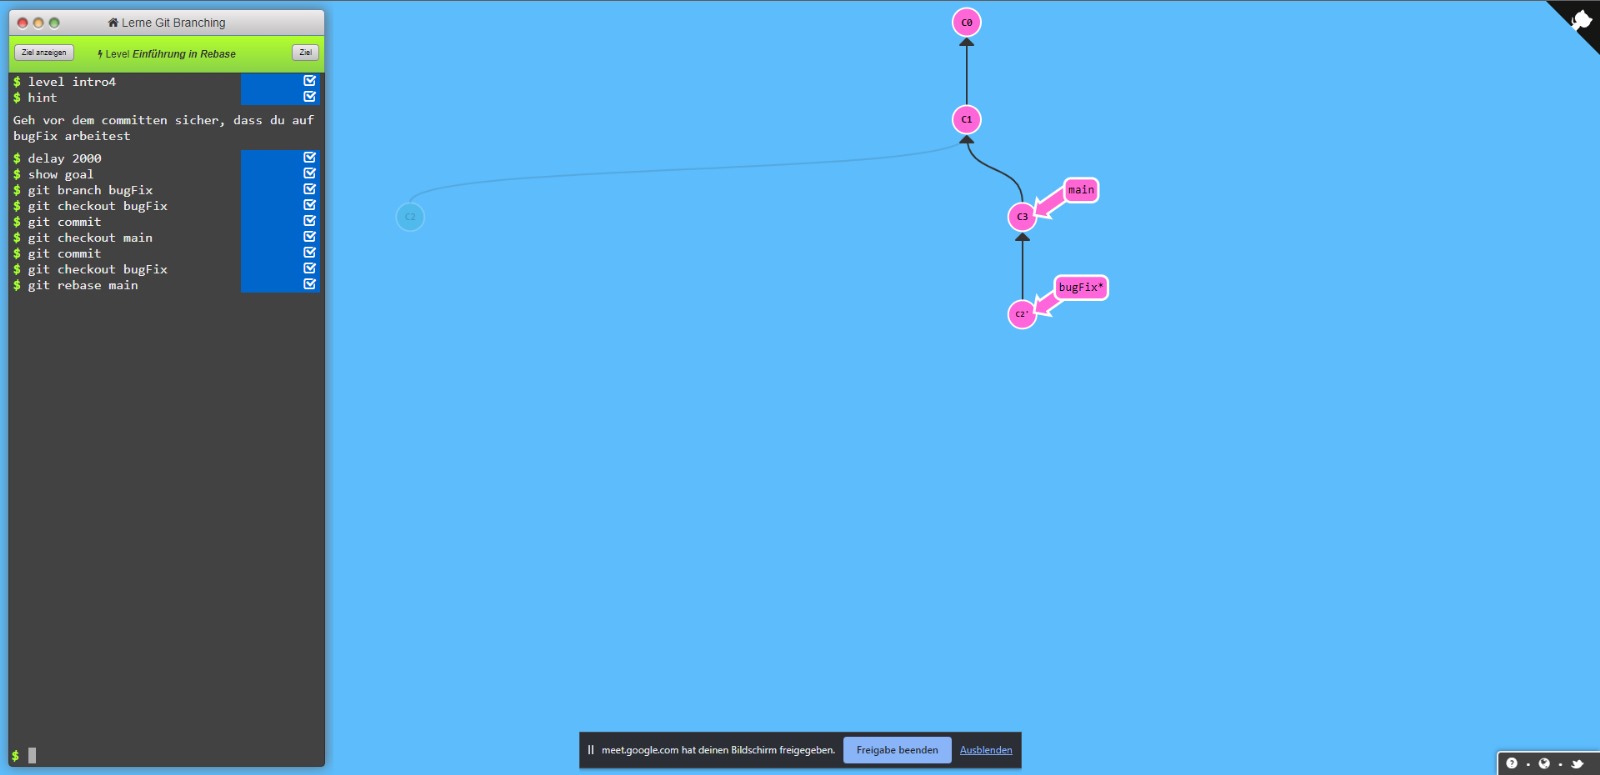 Lerne Git Branching
Ziel anzeigen
Level Einführung in Rebase
Ziel
$ level intro4
$ hint
Geh vor dem committen sicher, dass du auf
bugFix arbeitest
$ delay 2000
$ show goal
$ git branch bugFix
$ git checkout bugFix
$ git commit
$ git checkout main
$ git commit
$ git checkout bugFix
$ git rebase main
$
C0
C1
main
C2
C3
bugFix*
C2'
meet.google.com hat deinen Bildschirm freigegeben.
Freigabe beenden
Ausblenden